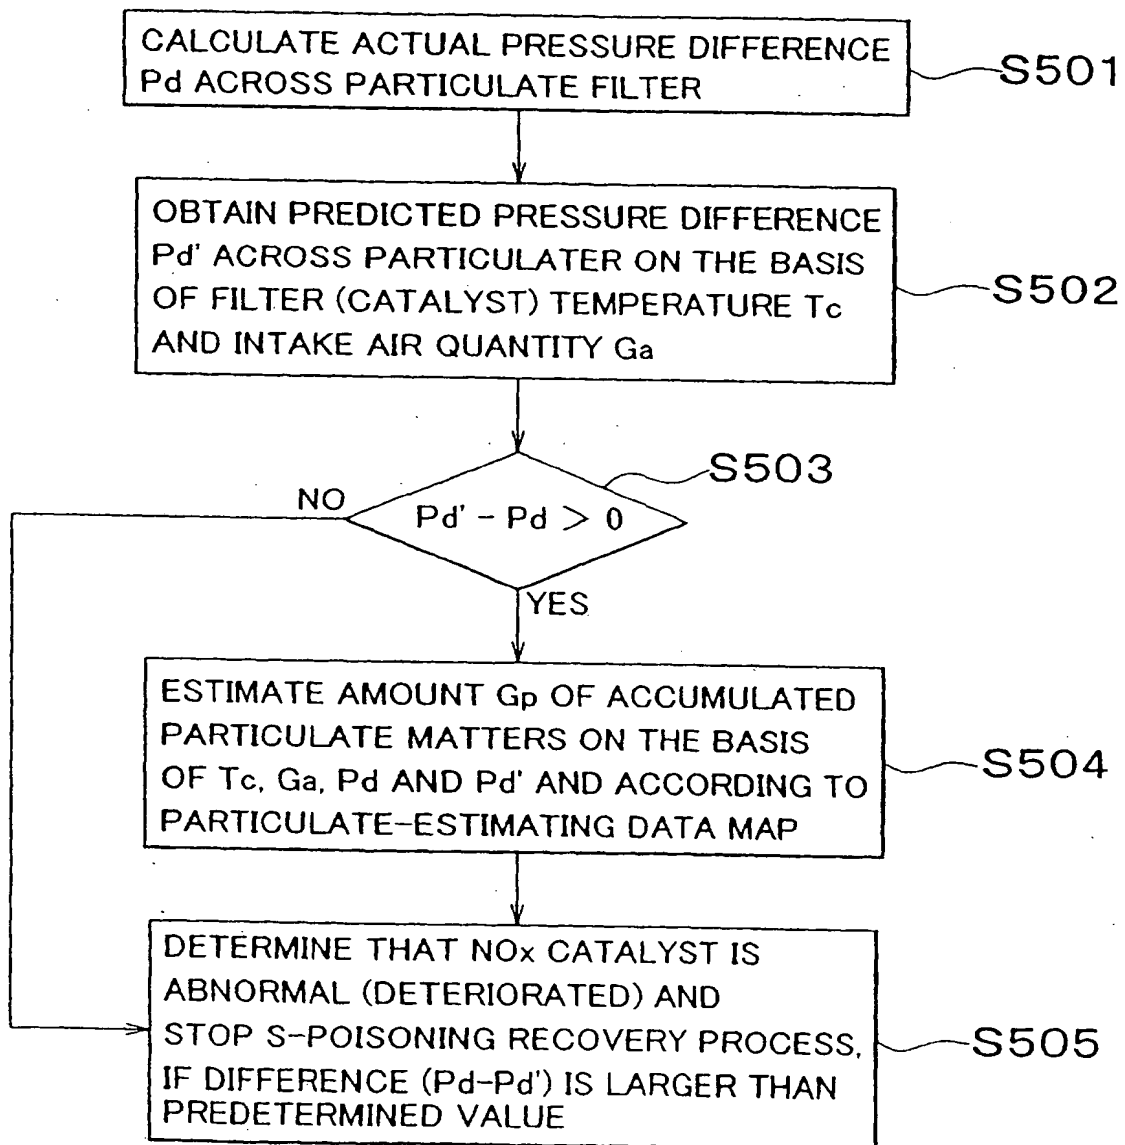 CALCULATE ACTUAL PRESSURE DIFFERENCE
Pd ACROSS PARTICULATE FILTER
S501
OBTAIN PREDICTED PRESSURE DIFFERENCE
Pd' ACROSS PARTICULATER ON THE BASIS
OF FILTER (CATALYST) TEMPERATURE Tc
AND INTAKE AIR QUANTITY Ga
S502
S503
NO
Pd' - Pd > 0
YES
ESTIMATE AMOUNT Gp OF ACCUMULATED
PARTICULATE MATTERS ON THE BASIS
OF Tc, Ga, Pd AND Pd' AND ACCORDING TO
PARTICULATE-ESTIMATING DATA MAP
S504
DETERMINE THAT NOx CATALYST IS
ABNORMAL (DETERIORATED) AND
STOP S-POISONING RECOVERY PROCESS,
IF DIFFERENCE (Pd-Pd') IS LARGER THAN
PREDETERMINED VALUE
S505